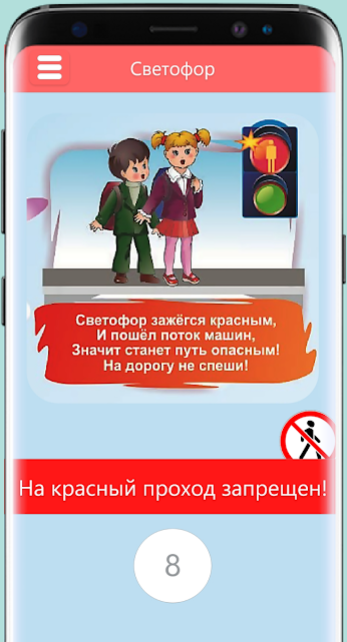 Светофор
Светофор зажёгся красным,
И пошёл поток машин,
Значит станет путь опасным!
На дорогу не спеши!
На красный проход запрещен!
8